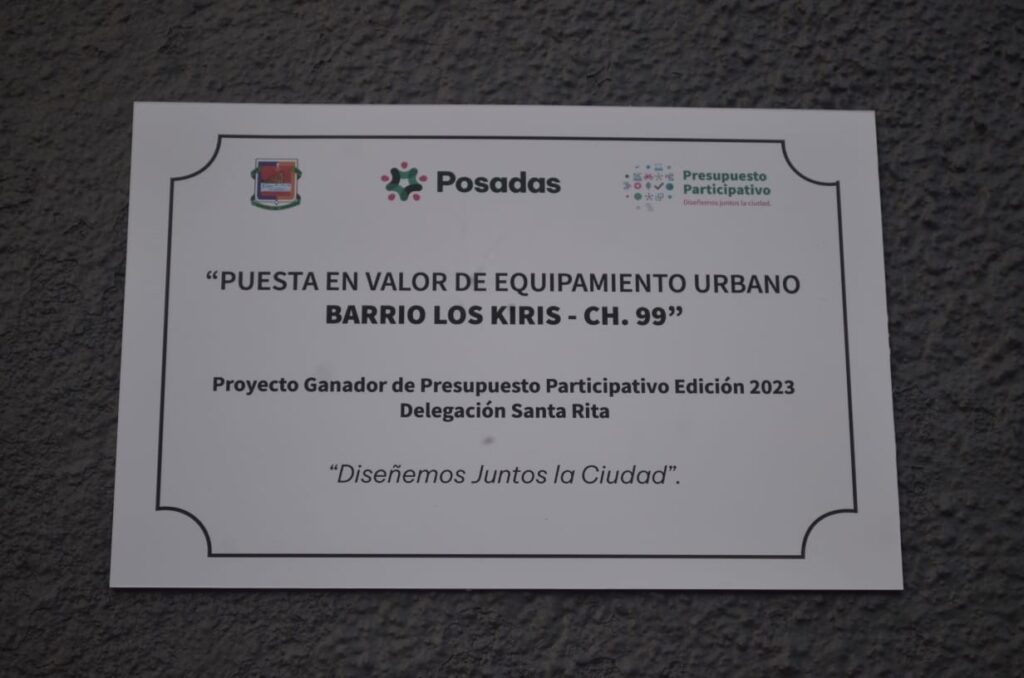 Posadas
Presupuesto
Participativo
Diseñemos juntos la ciudad.
“PUESTA EN VALOR DE EQUIPAMIENTO URBANO
BARRIO LOS KIRIS - CH. 99”
Proyecto Ganador de Presupuesto Participativo Edición 2023
Delegación Santa Rita
“Diseñemos Juntos la Ciudad”.